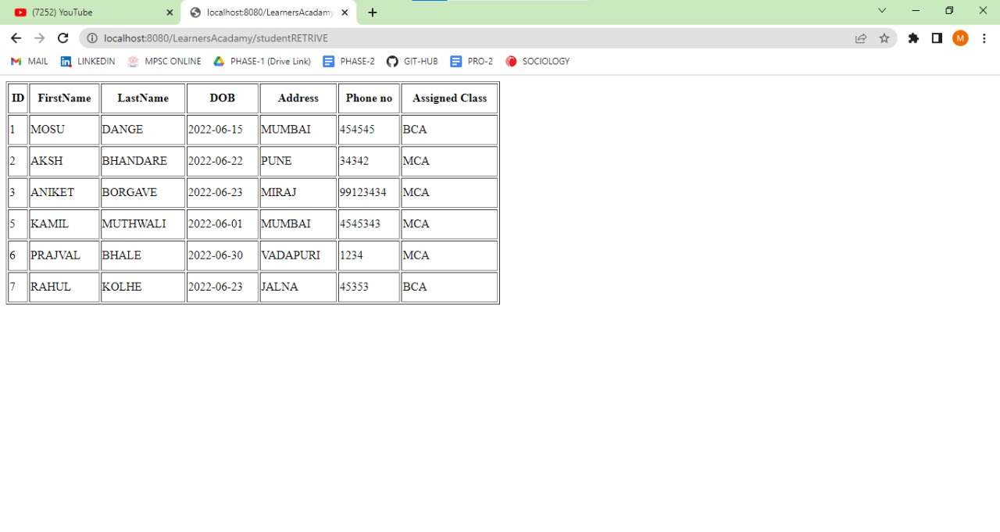 (7252) YouTube localhost:8080/LearnersAcadamy
localhost:8080/LearnersAcadamy/studentRETRIVE M
MAIL LINKEDIN MPSC ONLINE PHASE-1 (Drive Link) PHASE-2 GIT-HUB PRO-2 SOCIOLOGY
ID FirstName LastName DOB Address Phone no Assigned Class
1 MOSU DANGE 2022-06-15 MUMBAI 454545 BCA
2 AKSH BHANDARE 2022-06-22 PUNE 34342 MCA
3 ANIKET BORGAVE 2022-06-23 MIRAJ 99123434 MCA
5 KAMIL MUTHWALI 2022-06-01 MUMBAI 4545343 MCA
6 PRAJVAL BHALE 2022-06-30 VADAPURI 1234 MCA
7 RAHUL KOLHE 2022-06-23 JALNA 45353 BCA